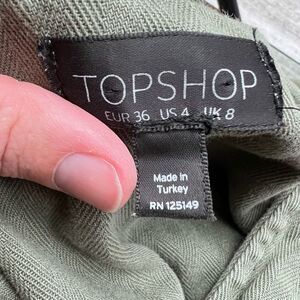 TOPSHOP
EUR 36 US 4 UK 8
Made in
Turkey
RN 125149